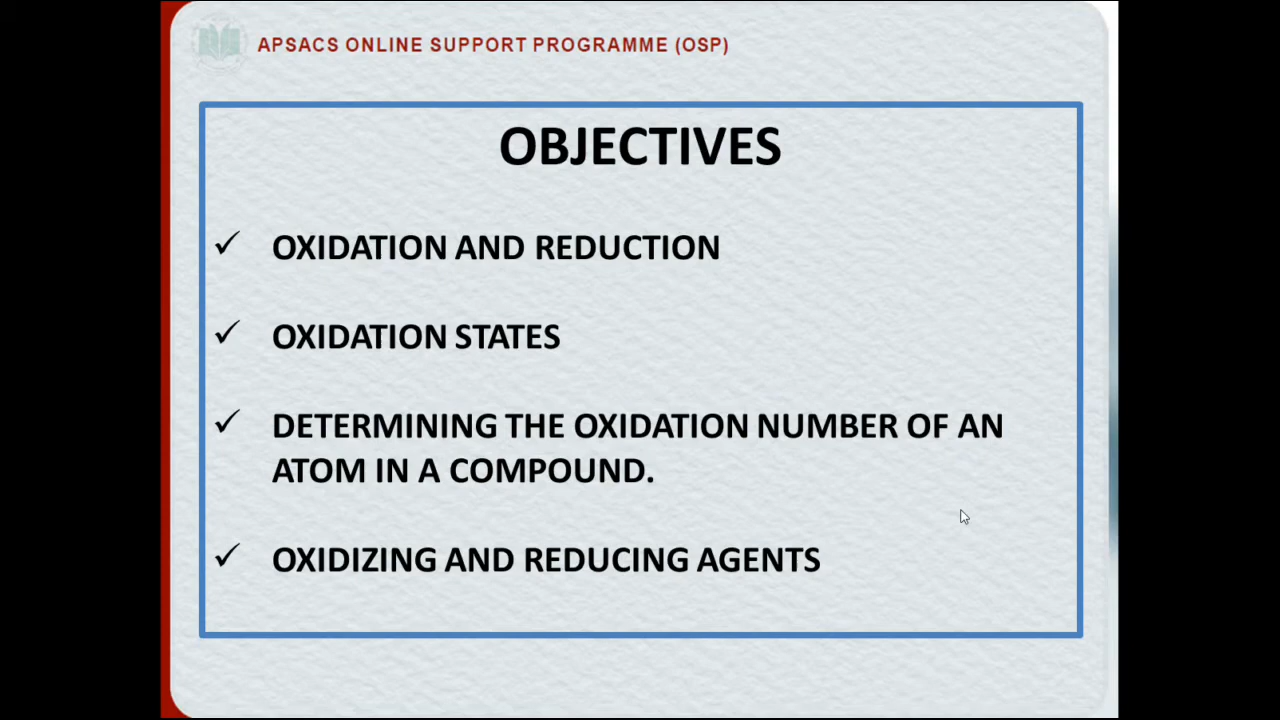 APSACS ONLINE SUPPORT PROGRAMME (OSP)
OBJECTIVES
✓ OXIDATION AND REDUCTION
✓ OXIDATION STATES
✓ DETERMINING THE OXIDATION NUMBER OF AN
ATOM IN A COMPOUND.
✓ OXIDIZING AND REDUCING AGENTS